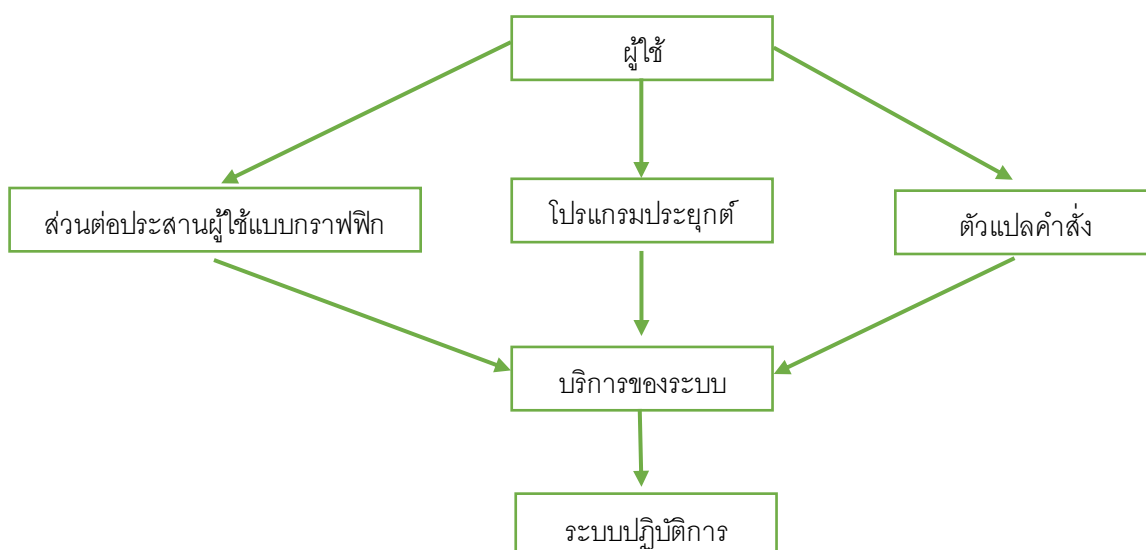 ผู้ใช้
ส่วนต่อประสานผู้ใช้แบบกราฟฟิก
โปรแกรมประยุกต์
ตัวแปลคำสั่ง
บริการของระบบ
ระบบปฏิบัติการ